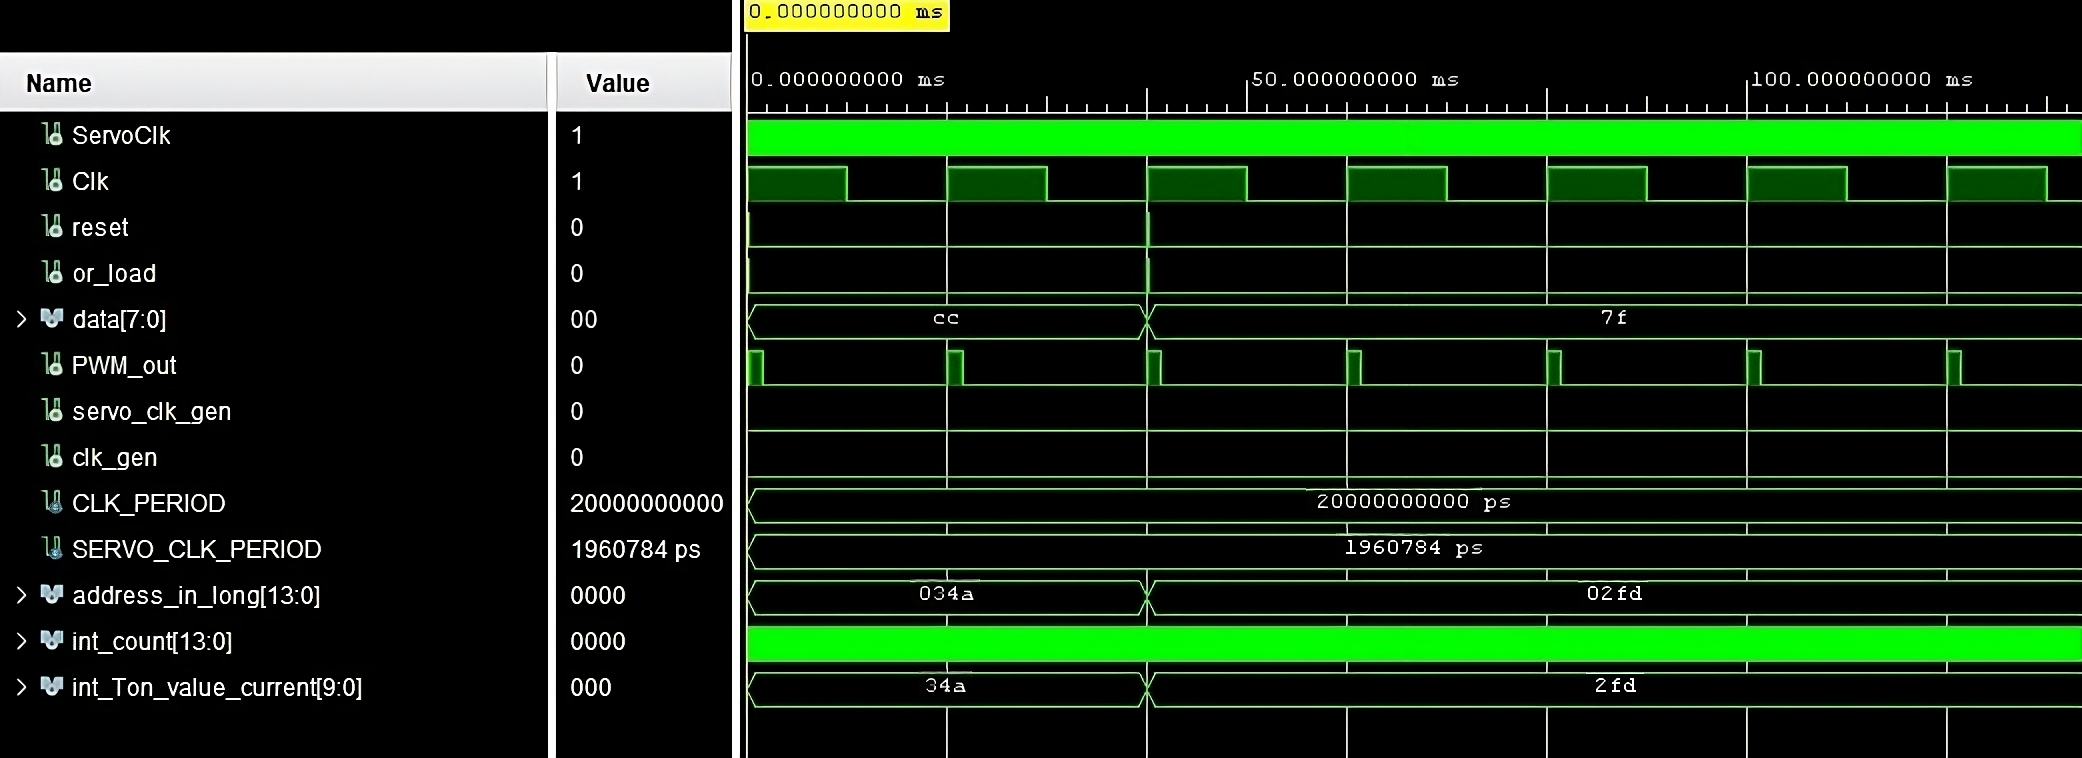 0.000000000 ms
0.000000000 ms 50.000000000 ms 100.000000000 ms
Name Value
ServoClk 1
Clk 1
reset 0
or_load 0
data[7:0] 00 cc 7f
PWM_out 0
servo_clk_gen 0
clk_gen 0
CLK_PERIOD 20000000000 20000000000 ps
SERVO_CLK_PERIOD 1960784 ps 1960784 ps
address_in_long[13:0] 0000 034a 02fd
int_count[13:0] 0000
int_Ton_value_current[9:0] 000 34a 2fd